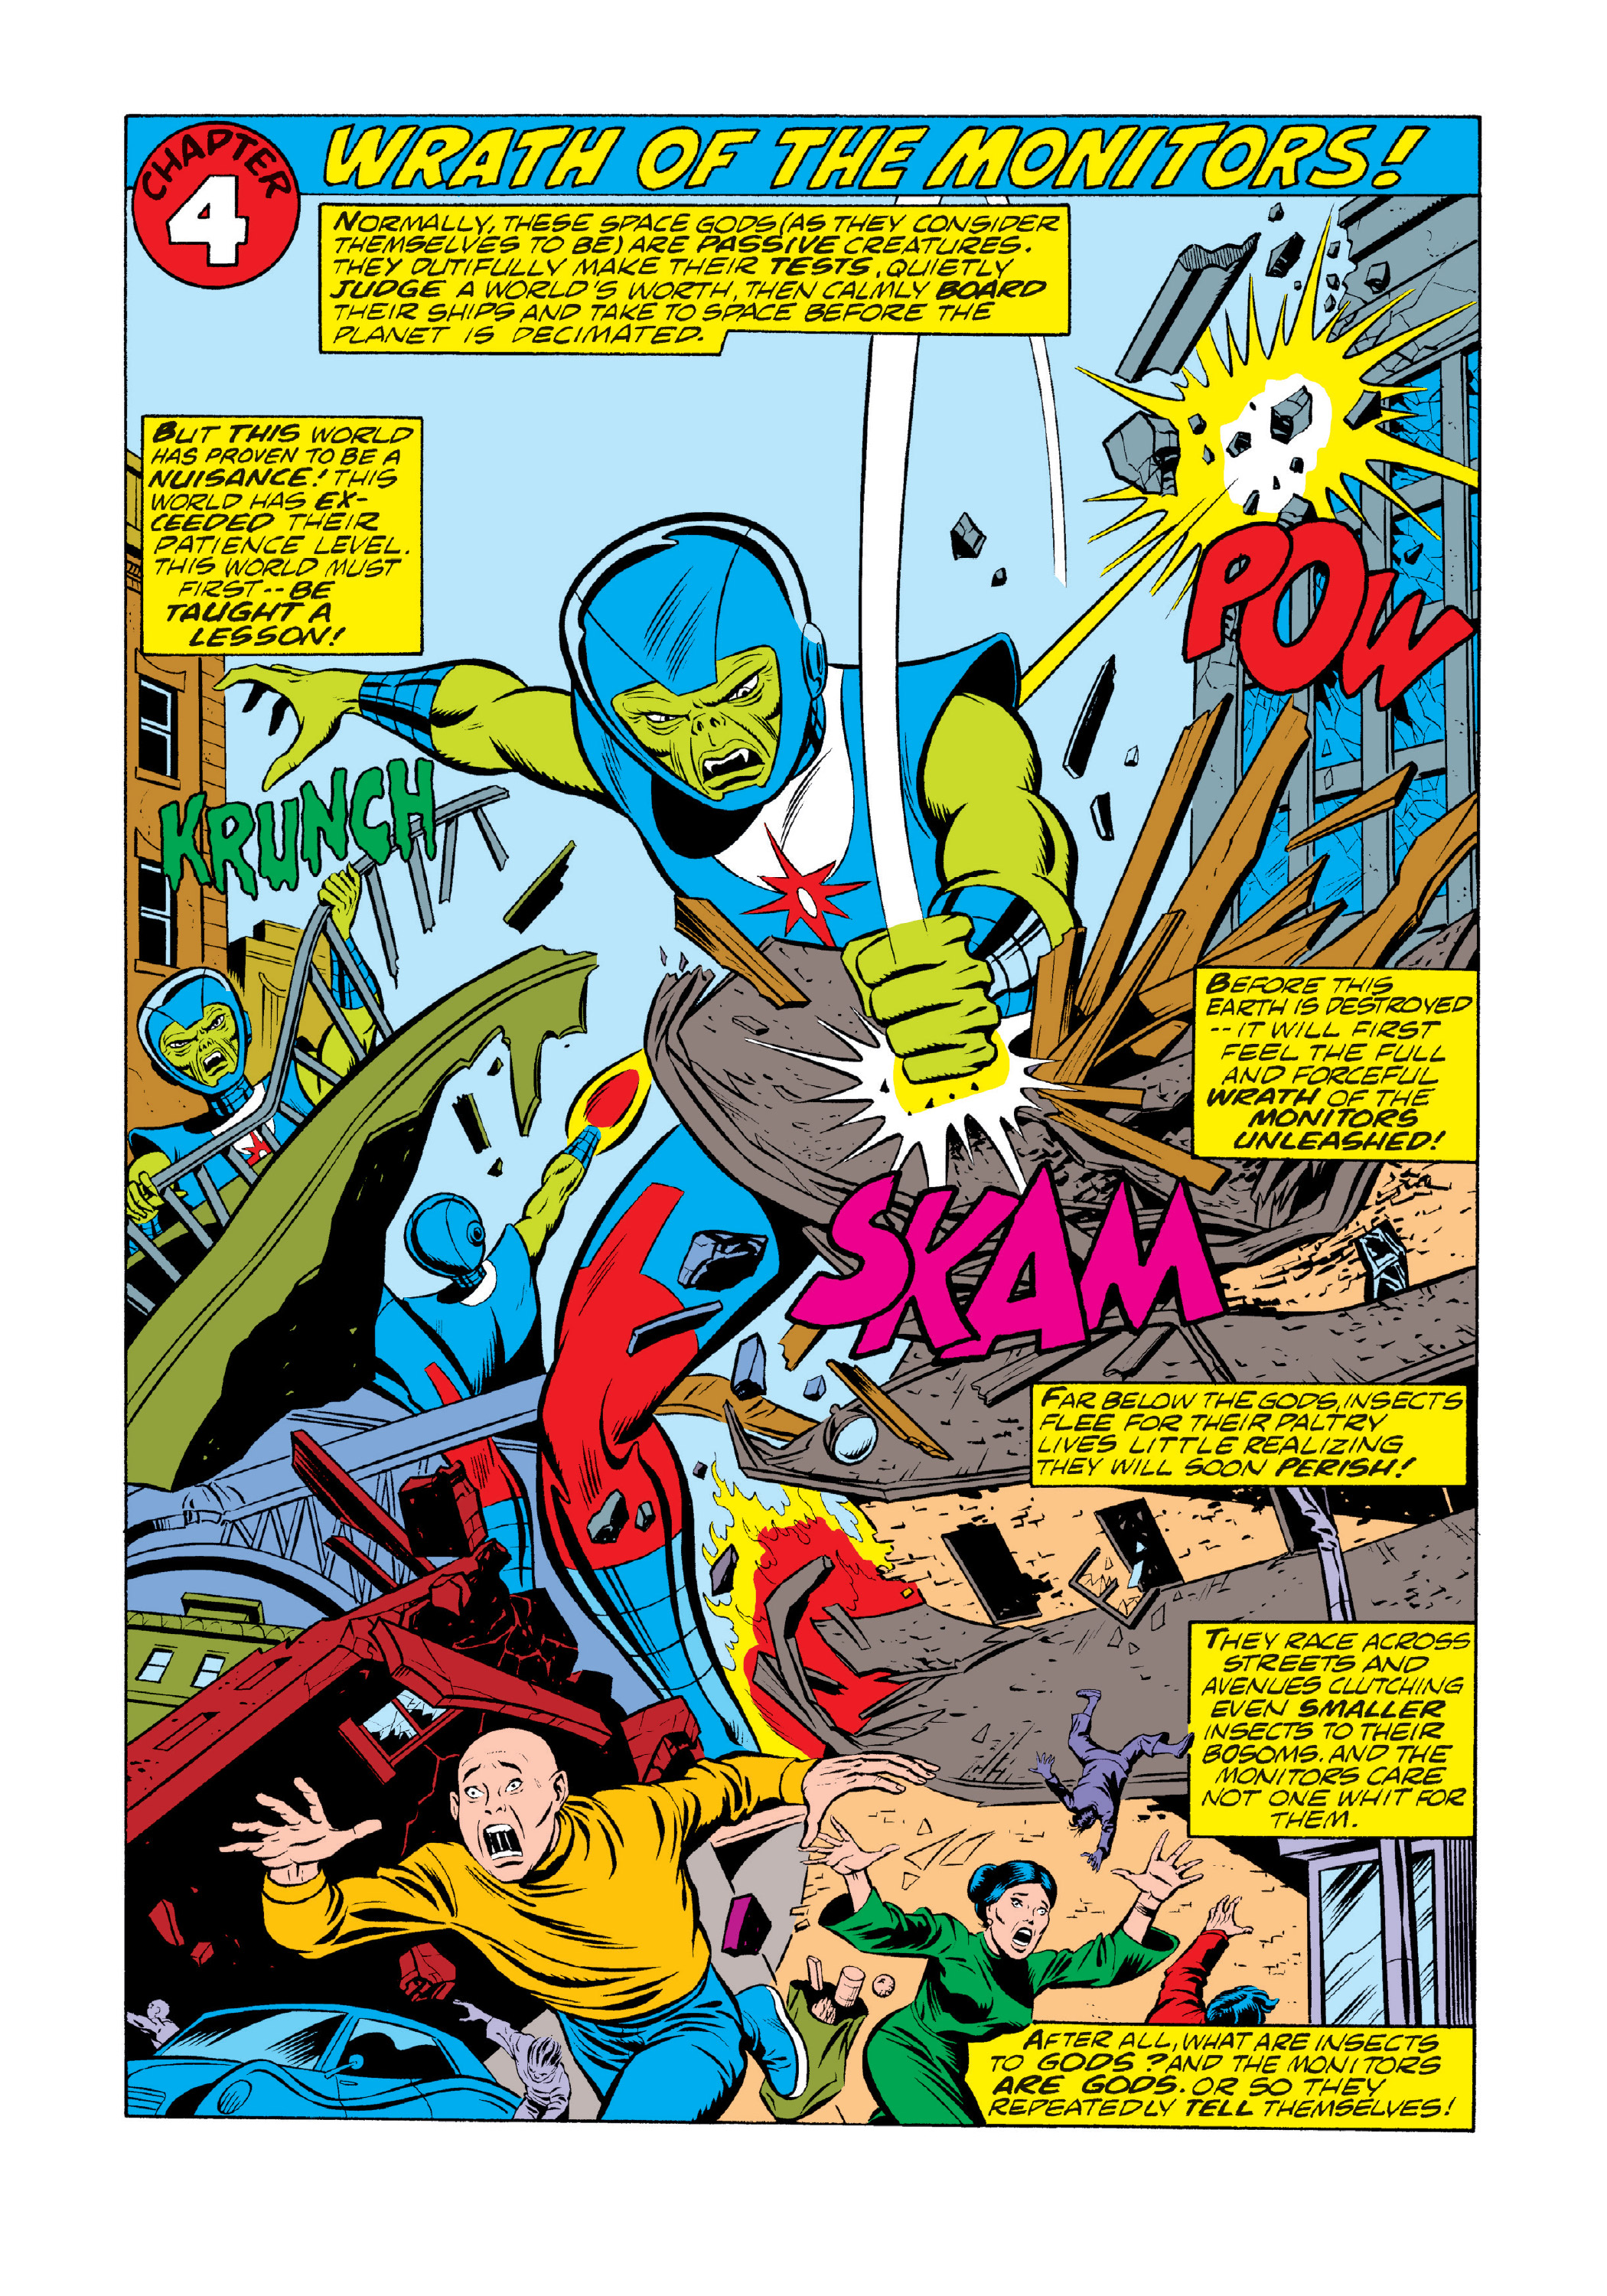 CHAPTER
4
WRATH OF THE MONITORS!
NORMALLY, THESE SPACE GODS (AS THEY CONSIDER
THEMSELVES TO BE) ARE PASSIVE CREATURES.
THEY DUTIFULLY MAKE THEIR TESTS, QUIETLY
JUDGE A WORLD'S WORTH, THEN CALMLY BOARD
THEIR SHIPS AND TAKE TO SPACE BEFORE THE
PLANET IS DECIMATED.
BUT THIS WORLD
HAS PROVEN TO BE A
NUISANCE! THIS
WORLD HAS EX-
CEEDED THEIR
PATIENCE LEVEL.
THIS WORLD MUST
FIRST--BE
TAUGHT A
LESSON!
POW
KRUNCH
BEFORE THIS
EARTH IS DESTROYED
--IT WILL FIRST
FEEL THE FULL
AND FORCEFUL
WRATH OF THE
MONITORS
UNLEASHED!
SKAM
FAR BELOW THE GODS, INSECTS
FLEE FOR THEIR PALTRY
LIVES LITTLE REALIZING
THEY WILL SOON PERISH!
THEY RACE ACROSS
STREETS AND
AVENUES CLUTCHING
EVEN SMALLER
INSECTS TO THEIR
BOSOMS. AND THE
MONITORS CARE
NOT ONE WHIT FOR
THEM.
AFTER ALL, WHAT ARE INSECTS
TO GODS? AND THE MONITORS
ARE GODS. OR SO THEY
REPEATEDLY TELL THEMSELVES!